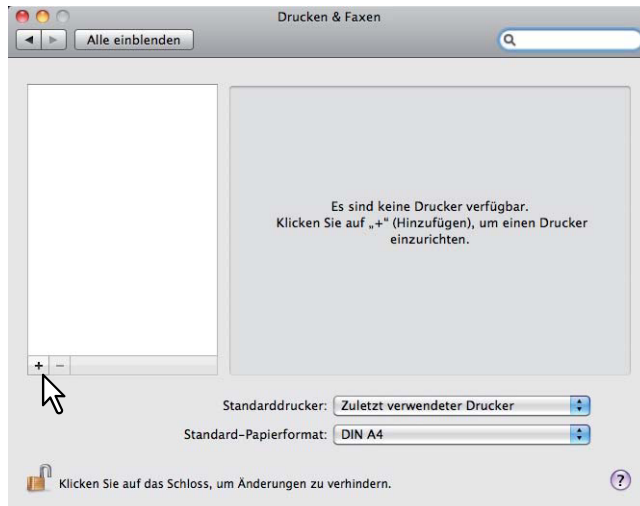 Drucken & Faxen
Alle einblenden
Es sind keine Drucker verfügbar.
Klicken Sie auf „+“ (Hinzufügen), um einen Drucker
einzurichten.
+ −
Standarddrucker: Zuletzt verwendeter Drucker
Standard-Papierformat: DIN A4
Klicken Sie auf das Schloss, um Änderungen zu verhindern.
?